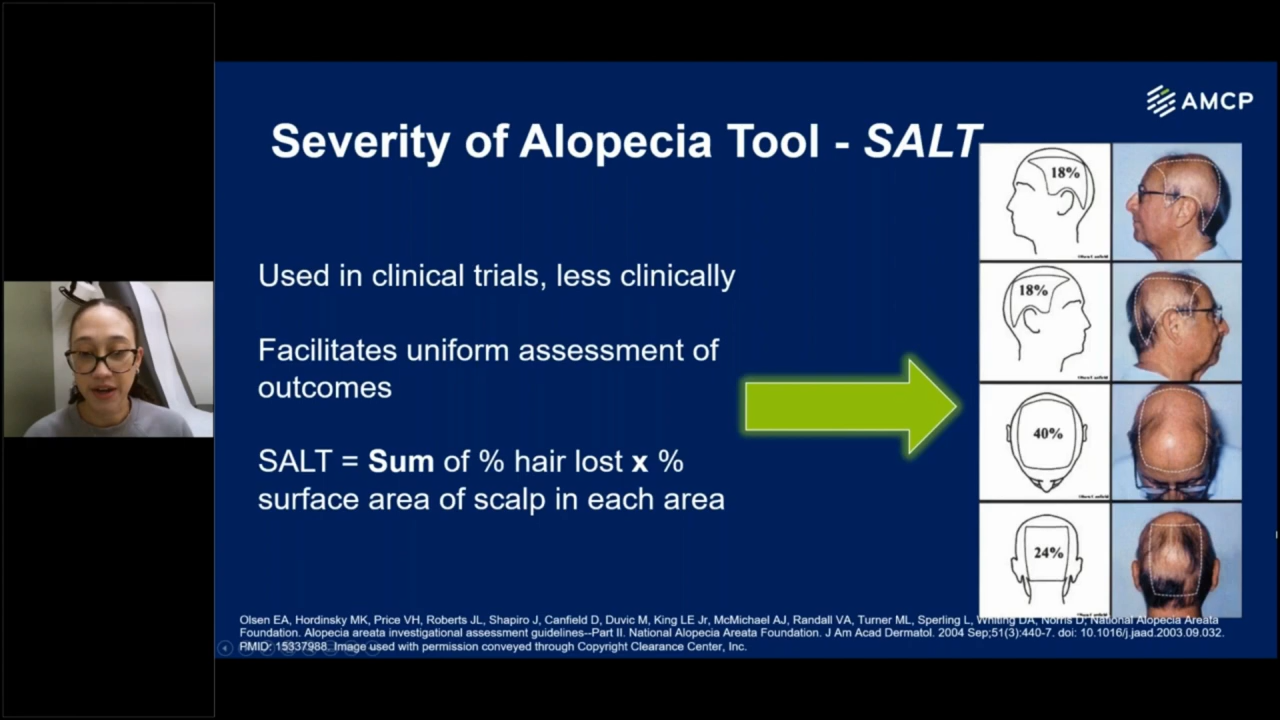 AMCP
Severity of Alopecia Tool - SALT
Used in clinical trials, less clinically
Facilitates uniform assessment of
outcomes
SALT = Sum of % hair lost x %
surface area of scalp in each area
18%
18%
40%
24%
Olsen EA, Hordinsky MK, Price VH, Roberts JL, Shapiro J, Canfield D, Duvic M, King LE Jr, McMichael AJ, Randall VA, Turner ML, Sperling L, Whiting DA, Norris D; National Alopecia Areata
Foundation. Alopecia areata investigational assessment guidelines--Part II. National Alopecia Areata Foundation. J Am Acad Dermatol. 2004 Sep;51(3):440-7. doi: 10.1016/j.jaad.2003.09.032.
PMID: 15337988. Image used with permission conveyed through Copyright Clearance Center, Inc.